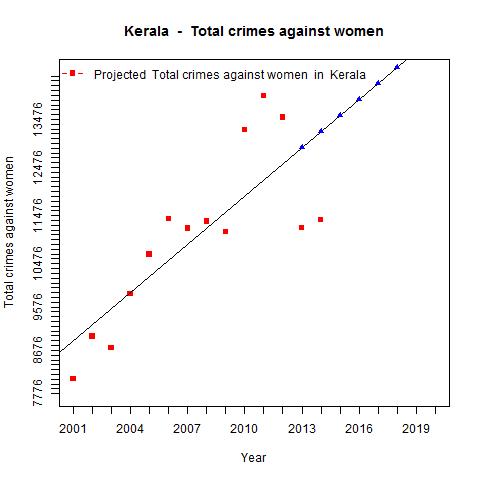 Kerala - Total crimes against women
Projected Total crimes against women in Kerala
Total crimes against women
13476
12476
11476
10476
9576
8676
7776
2001 2004 2007 2010 2013 2016 2019
Year